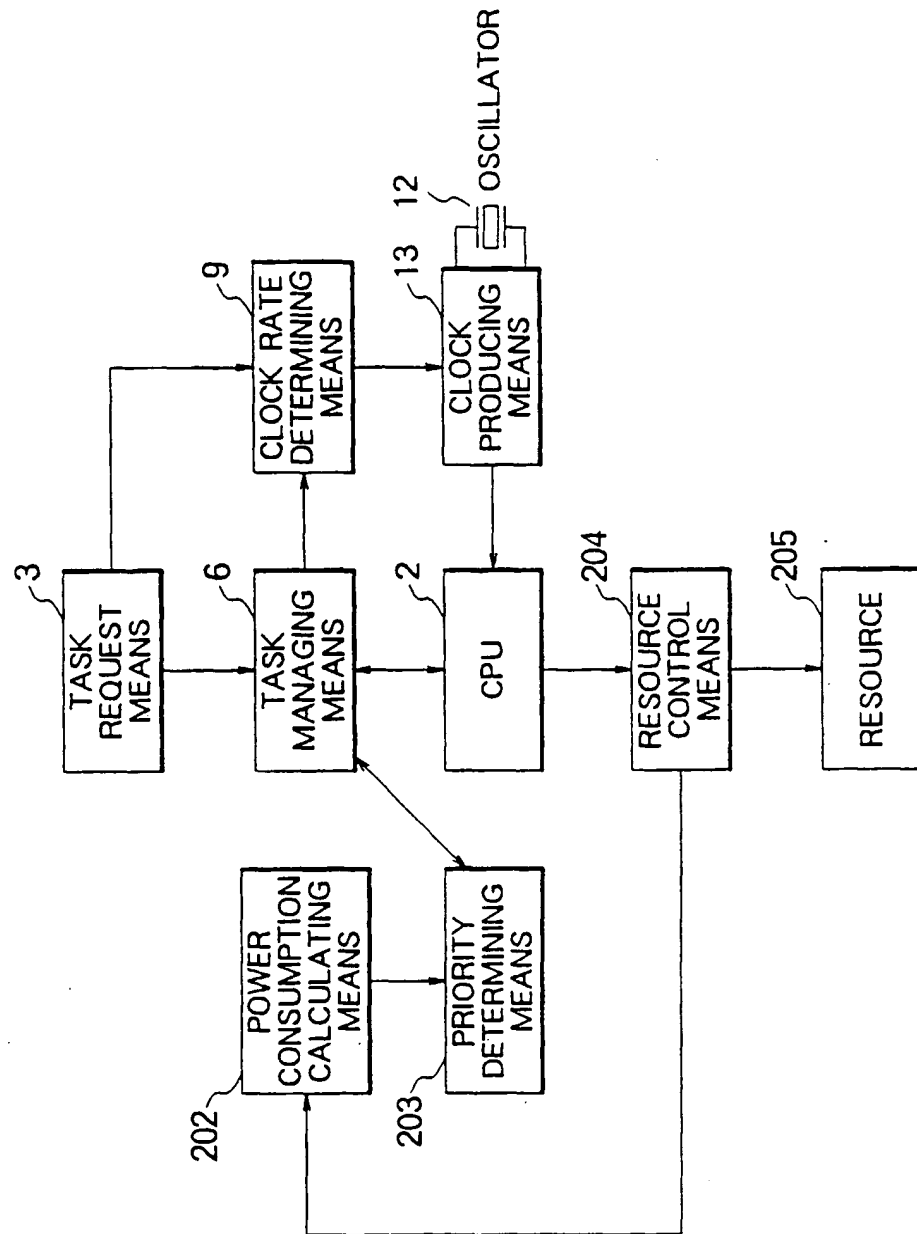 3
TASK
REQUEST
MEANS
202
POWER
CONSUMPTION
CALCULATING
MEANS
6
TASK
MANAGING
MEANS
9
CLOCK RATE
DETERMINING
MEANS
203
PRIORITY
DETERMINING
MEANS
2
CPU
13
CLOCK
PRODUCING
MEANS
12
OSCILLATOR
204
RESOURCE
CONTROL
MEANS
205
RESOURCE